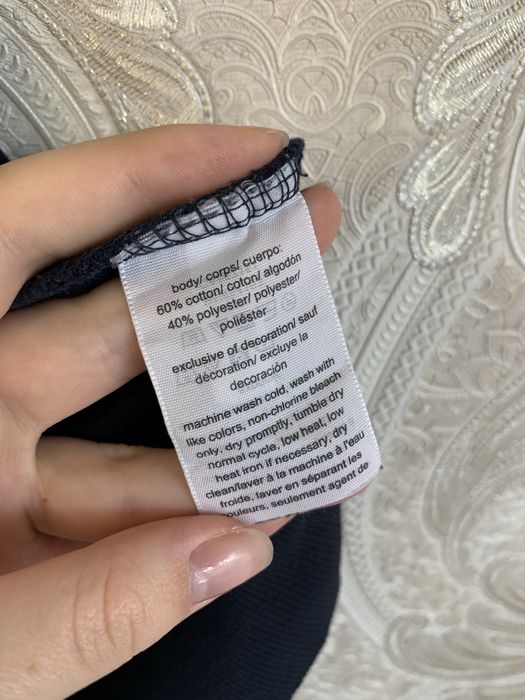 body/ corps/ cuerpo:
60% cotton/ coton/ algodón
40% polyester/ polyester/
poliéster
exclusive of decoration/ sauf
décoration/ excluye la
decoración
machine wash cold, wash with
like colors, non-chlorine bleach
only, dry promptly, tumble dry
normal cycle, low heat, low
heat iron if necessary, dry
clean/laver à la machine à l'eau
froide, laver en séparant les
couleurs, seulement agent de